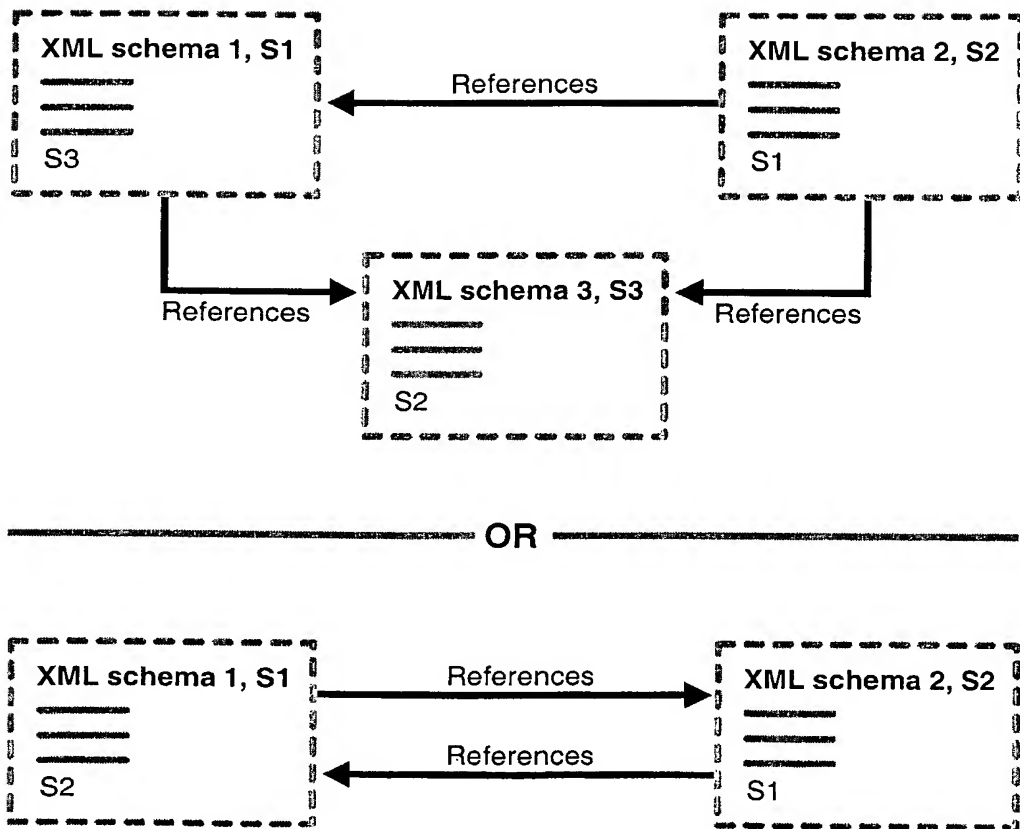 XML schema 1, S1
S3
References
XML schema 2, S2
S1
References
XML schema 3, S3
S2
References
OR
XML schema 1, S1
S2
References
References
XML schema 2, S2
S1